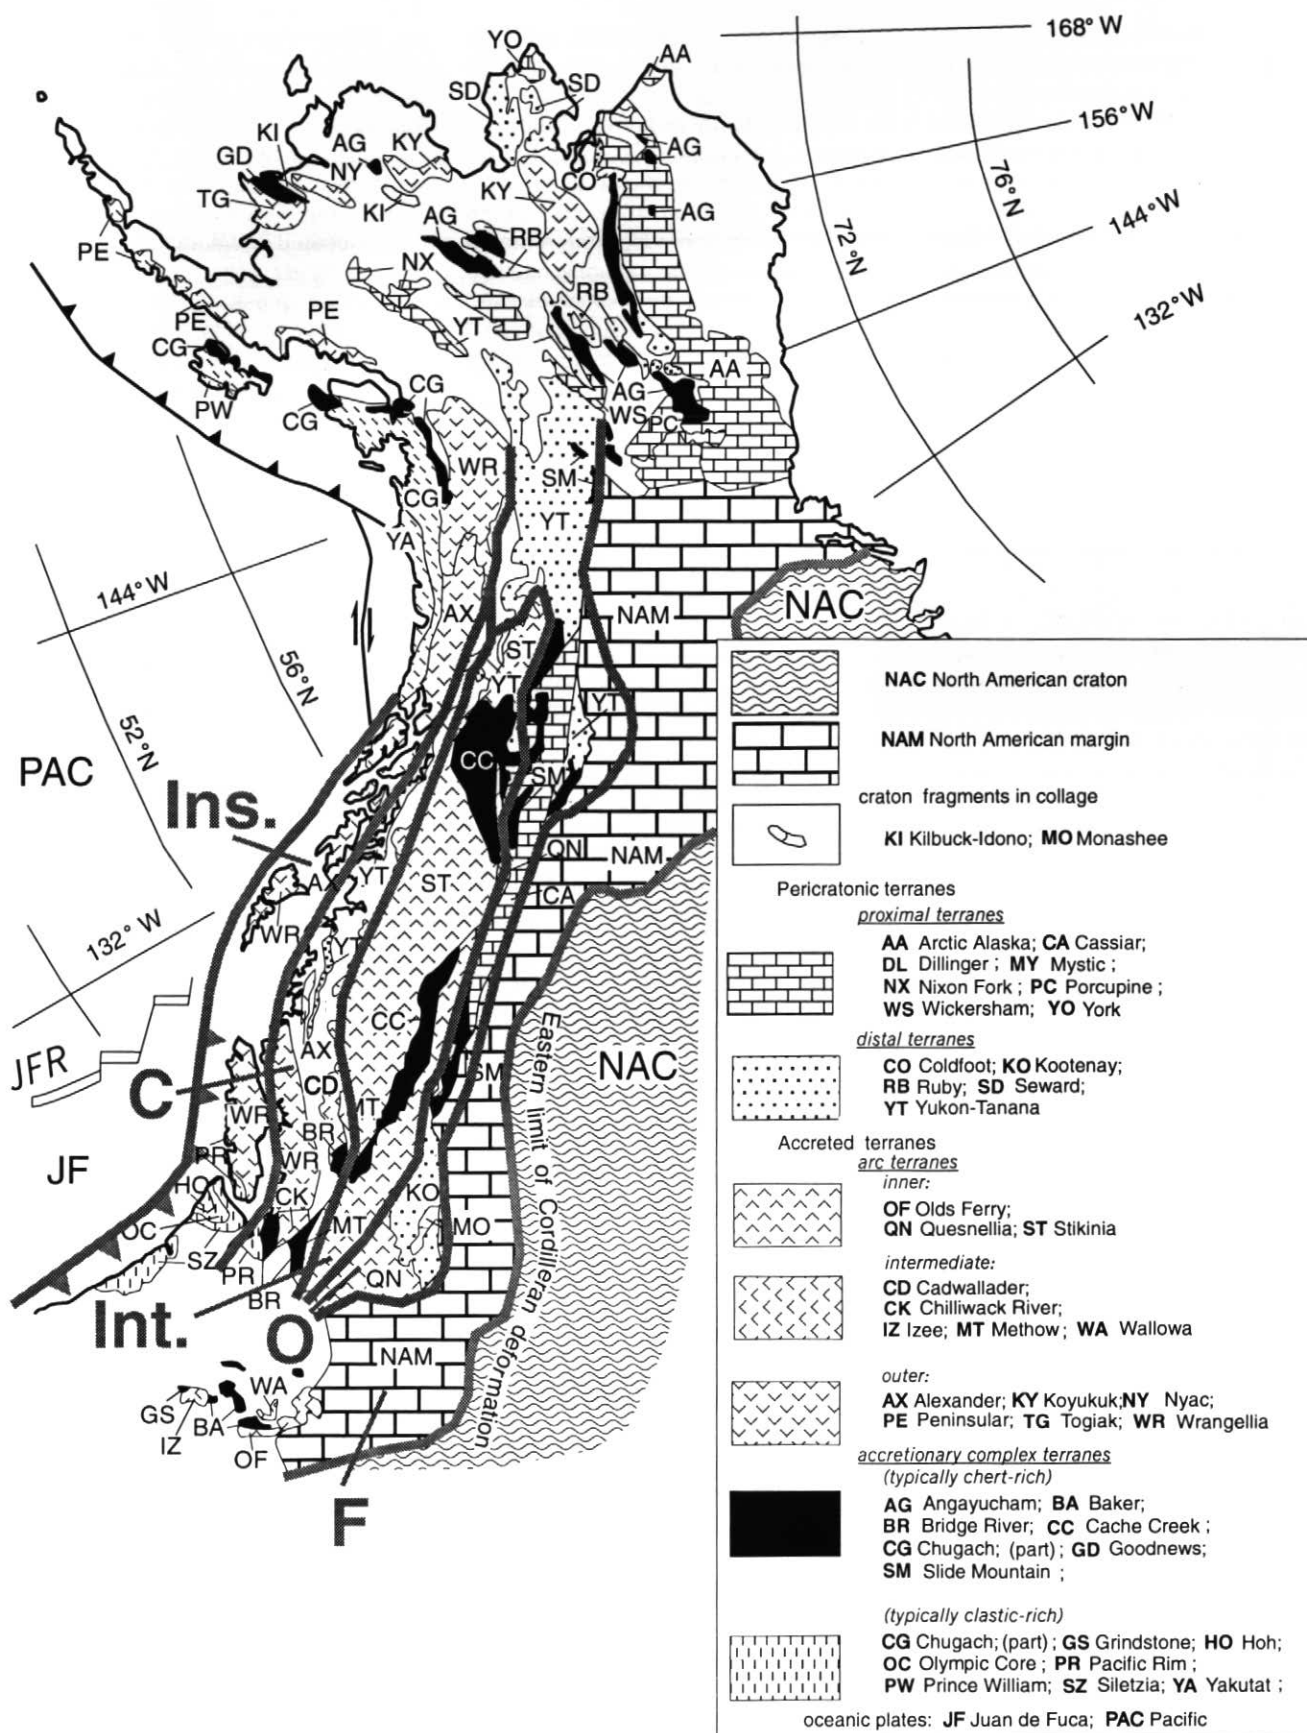 YO
AA
168° W
SD
SD
156° W
KI
AG
KY
AG
GD
NY
76° N
TG
KI
KY
CO
AG
144° W
AG
RB
72° N
PE
NX
RB
132° W
PE
PE
YT
CG
AA
CG
AG
PW
CG
WS
PC
WR
SM
CG
YT
YA
144° W
NAM
NAC
AX
ST
56° N
YT
YT
52° N
PAC
CC
SM
Ins.
QN
NAM
YT
ST
AX
CA
WR
132° W
YT
CC
JFR
AX
NAC
SM
C
CD
WR
MT
BR
PR
WR
JF
HO
CK
KO
OC
MT
MO
SZ
PR
QN
BR
Int.
O
Eastern limit of Cordilleran deformation
NAM
WA
GS
BA
IZ
OF
F
NAC North American craton
NAM North American margin
craton fragments in collage
KI Kilbuck-Idono; MO Monashee
Pericratonic terranes
proximal terranes
AA Arctic Alaska; CA Cassiar;
DL Dillinger ; MY Mystic ;
NX Nixon Fork ; PC Porcupine ;
WS Wickersham; YO York
distal terranes
CO Coldfoot; KO Kootenay;
RB Ruby; SD Seward;
YT Yukon-Tanana
Accreted terranes
arc terranes
inner:
OF Olds Ferry;
QN Quesnellia; ST Stikinia
intermediate:
CD Cadwallader;
CK Chilliwack River;
IZ Izee; MT Methow; WA Wallowa
outer:
AX Alexander; KY Koyukuk;NY Nyac;
PE Peninsular; TG Togiak; WR Wrangellia
accretionary complex terranes
(typically chert-rich)
AG Angayucham; BA Baker;
BR Bridge River; CC Cache Creek ;
CG Chugach; (part) ; GD Goodnews;
SM Slide Mountain ;
(typically clastic-rich)
CG Chugach; (part) ; GS Grindstone; HO Hoh;
OC Olympic Core ; PR Pacific Rim ;
PW Prince William; SZ Siletzia; YA Yakutat ;
oceanic plates: JF Juan de Fuca; PAC Pacific